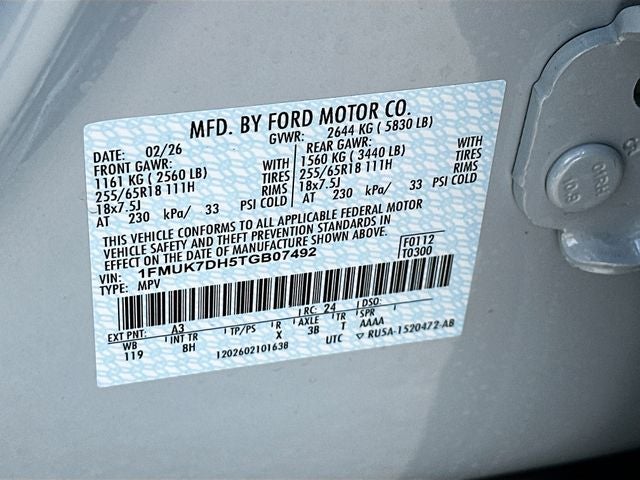 MFD. BY FORD MOTOR CO.
DATE: 02/26 GVWR: 2644 KG ( 5830 LB)
FRONT GAWR: REAR GAWR:
1161 KG ( 2560 LB) WITH 1560 KG ( 3440 LB) WITH
255/65R18 111H TIRES 255/65R18 111H TIRES
18x7.5J RIMS 18x7.5J RIMS
AT 230 kPa/ 33 PSI COLD AT 230 kPa/ 33 PSI COLD
THIS VEHICLE CONFORMS TO ALL APPLICABLE FEDERAL MOTOR
VEHICLE SAFETY AND THEFT PREVENTION STANDARDS IN
EFFECT ON THE DATE OF MANUFACTURE SHOWN ABOVE.
VIN: 1FMUK7DH5TGB07492 F0112
TYPE: MPV T0300
EXT PNT: A3 RC: 24 DSO:
WB INT TR TP/PS R AXLE TR SPR
119 8H X 3B T AAAA
1202602101638 UTC ▽ RU5A-1520472-AB